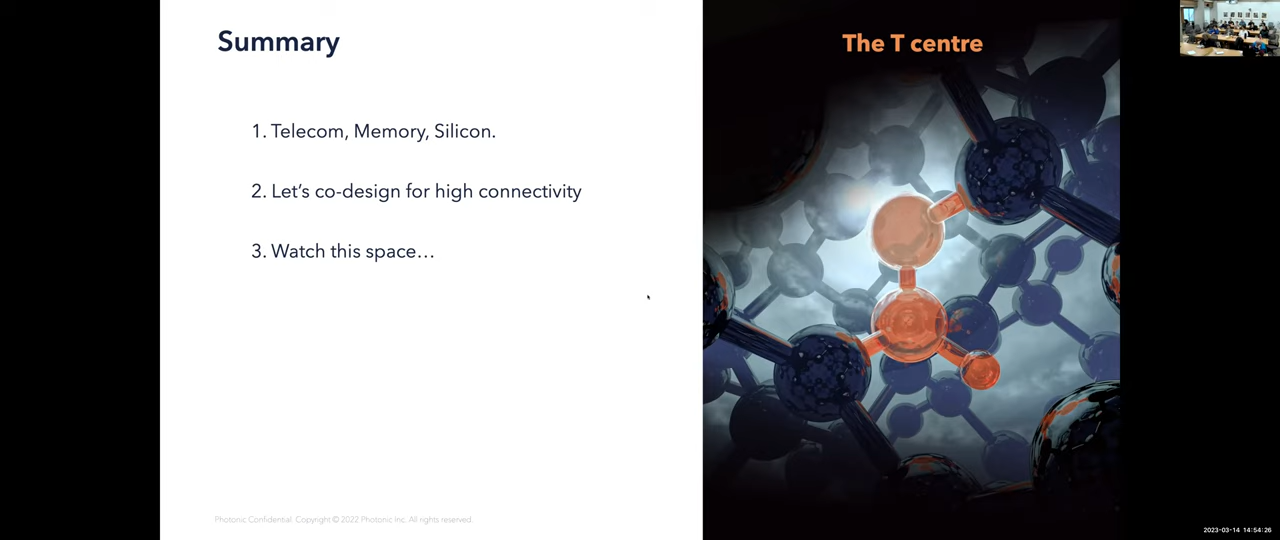 Summary
1. Telecom, Memory, Silicon.
2. Let’s co-design for high connectivity
3. Watch this space…
Photonic Confidential Copyright © 2022 Photonic Inc. All rights reserved.
The T centre
2023-03-14 14:54:26